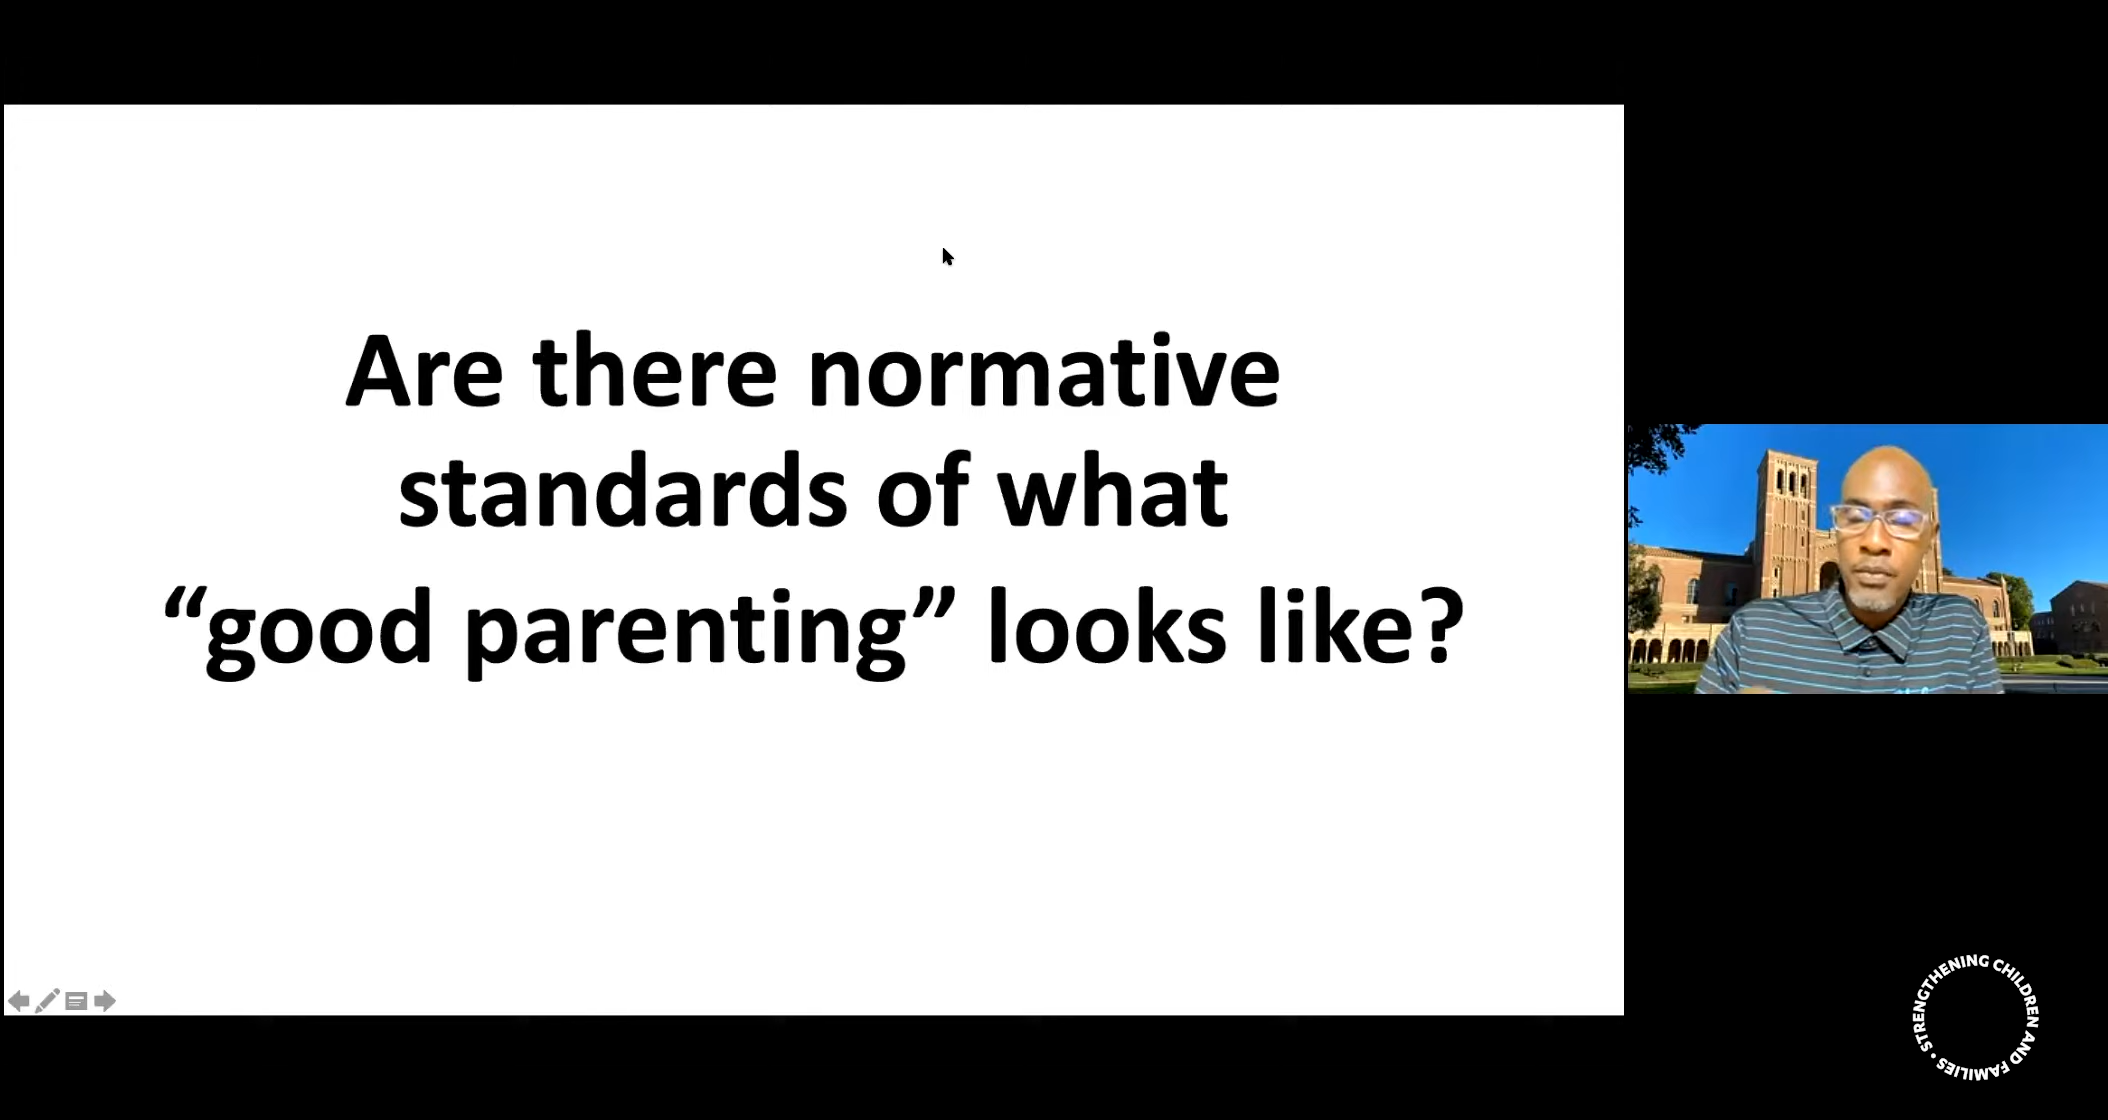 Are there normative
standards of what
“good parenting” looks like?
STRENGTHENING CHILDREN AND FAMILIES •